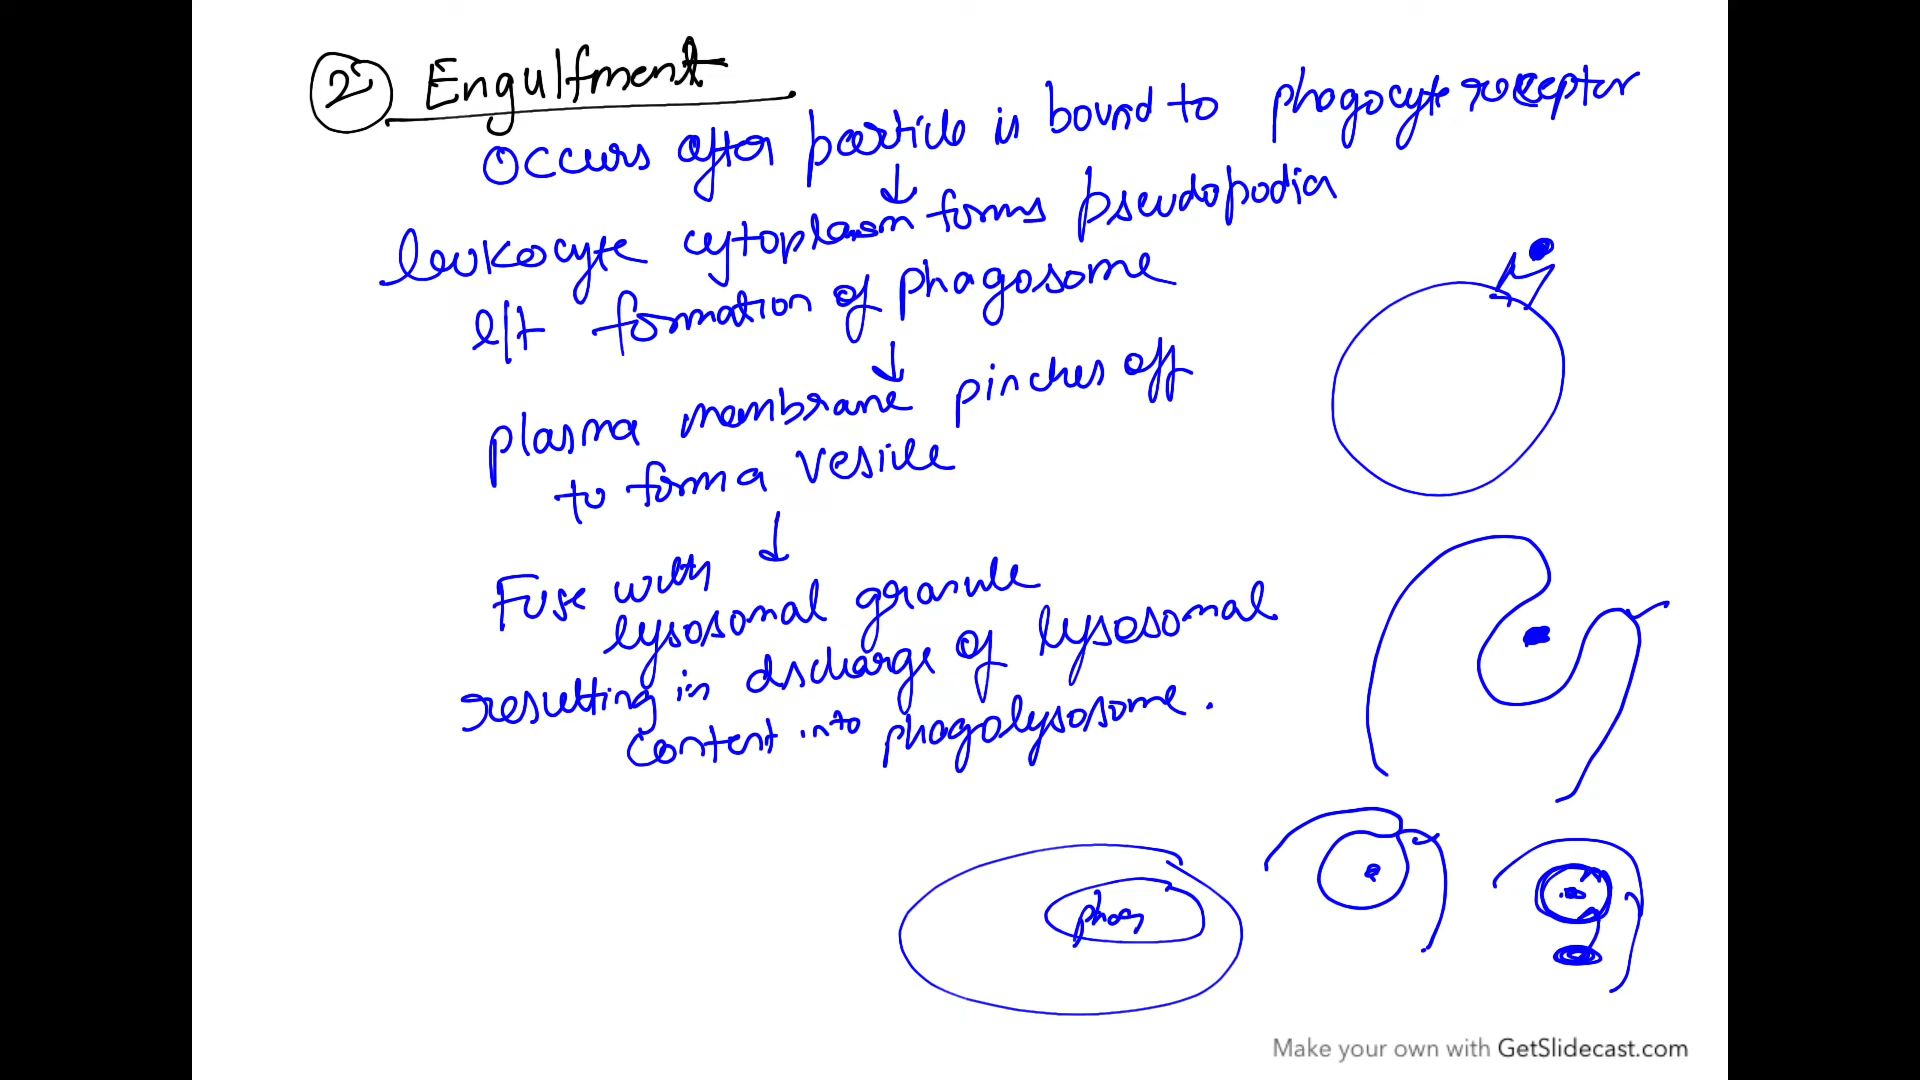 2 Engulfment
Occurs after particle is bound to phagocyte receptor
↓
leukocyte cytoplasm forms pseudopodia
l/t formation of phagosome
↓
plasma membrane pinches off
to form a vesicle
↓
Fuse with
lysosomal granule
resulting in discharge of lysosomal
content into phagolysosome.
phag
Make your own with GetSlidecast.com